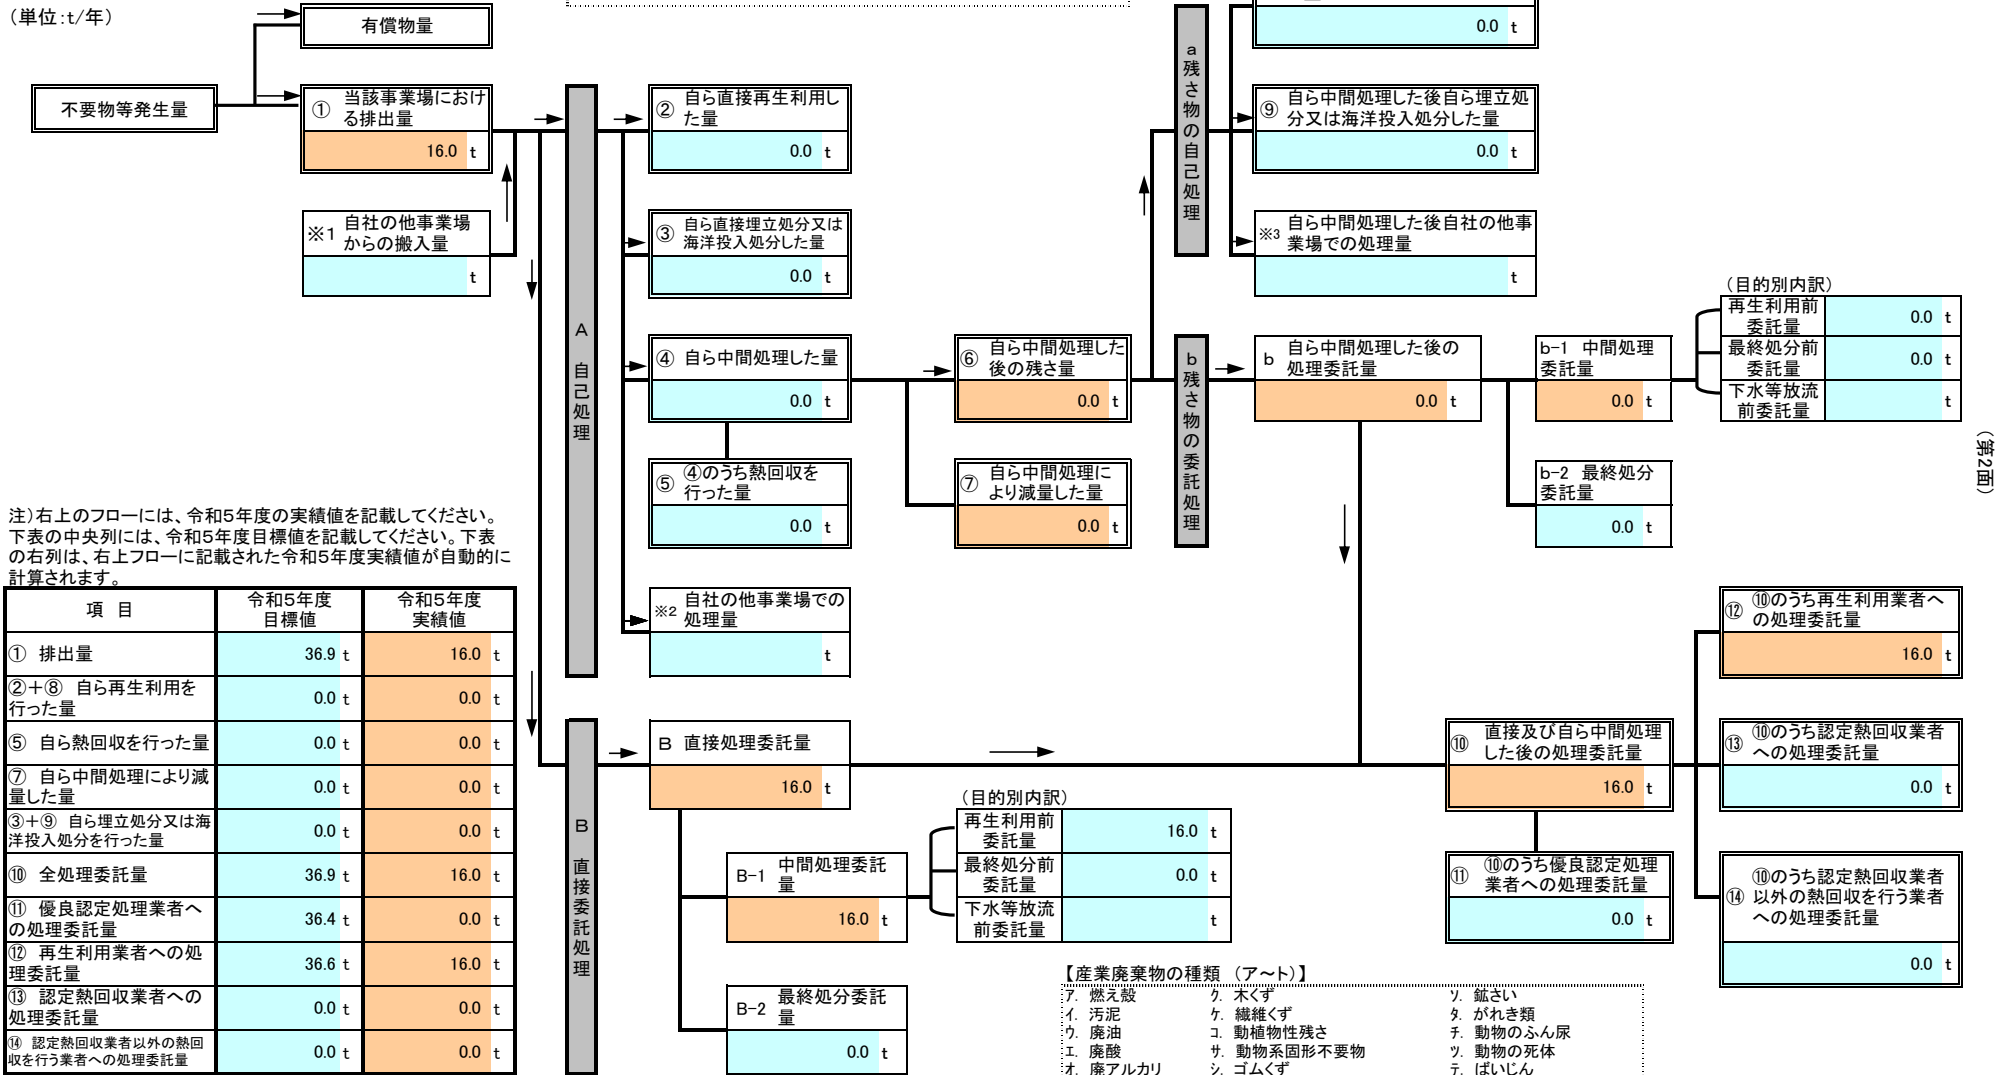 (単位:t/年)
有償物量
不要物等発生量
① 当該事業場におけ
る排出量
16.0 t
※1 自社の他事業場
からの搬入量
t
A 自己処理
② 自ら直接再生利用し
た量
0.0 t
③ 自ら直接埋立処分又は
海洋投入処分した量
0.0 t
④ 自ら中間処理した量
0.0 t
⑤ ④のうち熱回収を
行った量
0.0 t
※2 自社の他事業場での
処理量
t
⑥ 自ら中間処理した
後の残さ量
0.0 t
⑦ 自ら中間処理に
より減量した量
0.0 t
a 残さ物の自己処理
0.0 t
⑨ 自ら中間処理した後自ら埋立処
分又は海洋投入処分した量
0.0 t
※3 自ら中間処理した後自社の他事
業場での処理量
t
b 残さ物の委託処理
b 自ら中間処理した後の
処理委託量
0.0 t
b-1 中間処理
委託量
0.0 t
b-2 最終処分
委託量
0.0 t
(目的別内訳)
再生利用前
委託量
0.0 t
最終処分前
委託量
0.0 t
下水等放流
前委託量
t
(第2面)
注)右上のフローには、令和5年度の実績値を記載してください。
下表の中央列には、令和5年度目標値を記載してください。下表
の右列は、右上フローに記載された令和5年度実績値が自動的に
計算されます。
項 目 令和5年度 令和5年度
目標値 実績値
① 排出量 36.9 t 16.0 t
②+⑧ 自ら再生利用を
行った量 0.0 t 0.0 t
⑤ 自ら熱回収を行った量 0.0 t 0.0 t
⑦ 自ら中間処理により減
量した量 0.0 t 0.0 t
③+⑨ 自ら埋立処分又は海
洋投入処分を行った量 0.0 t 0.0 t
⑩ 全処理委託量 36.9 t 16.0 t
⑪ 優良認定処理業者へ
の処理委託量 36.4 t 0.0 t
⑫ 再生利用業者への処
理委託量 36.6 t 16.0 t
⑬ 認定熱回収業者への
処理委託量 0.0 t 0.0 t
⑭ 認定熱回収業者以外の熱回
収を行う業者への処理委託量 0.0 t 0.0 t
B 直接委託処理
B 直接処理委託量
16.0 t
B-1 中間処理委託
量
16.0 t
B-2 最終処分委託
量
0.0 t
(目的別内訳)
再生利用前
委託量
16.0 t
最終処分前
委託量
0.0 t
下水等放流
前委託量
t
⑩ 直接及び自ら中間処理
した後の処理委託量
16.0 t
⑪ ⑩のうち優良認定処理
業者への処理委託量
0.0 t
⑫ ⑩のうち再生利用業者へ
の処理委託量
16.0 t
⑬ ⑩のうち認定熱回収業者
への処理委託量
0.0 t
⑭ ⑩のうち認定熱回収業者
以外の熱回収を行う業者
への処理委託量
0.0 t
【産業廃棄物の種類 (ア~ト)】
ア. 燃え殻 ク. 木くず ソ. 鉱さい
イ. 汚泥 ケ. 繊維くず タ. がれき類
ウ. 廃油 コ. 動植物性残さ チ. 動物のふん尿
エ. 廃酸 サ. 動物系固形不要物 ツ. 動物の死体
オ. 廃アルカリ シ. ゴムくず テ. ばいじん